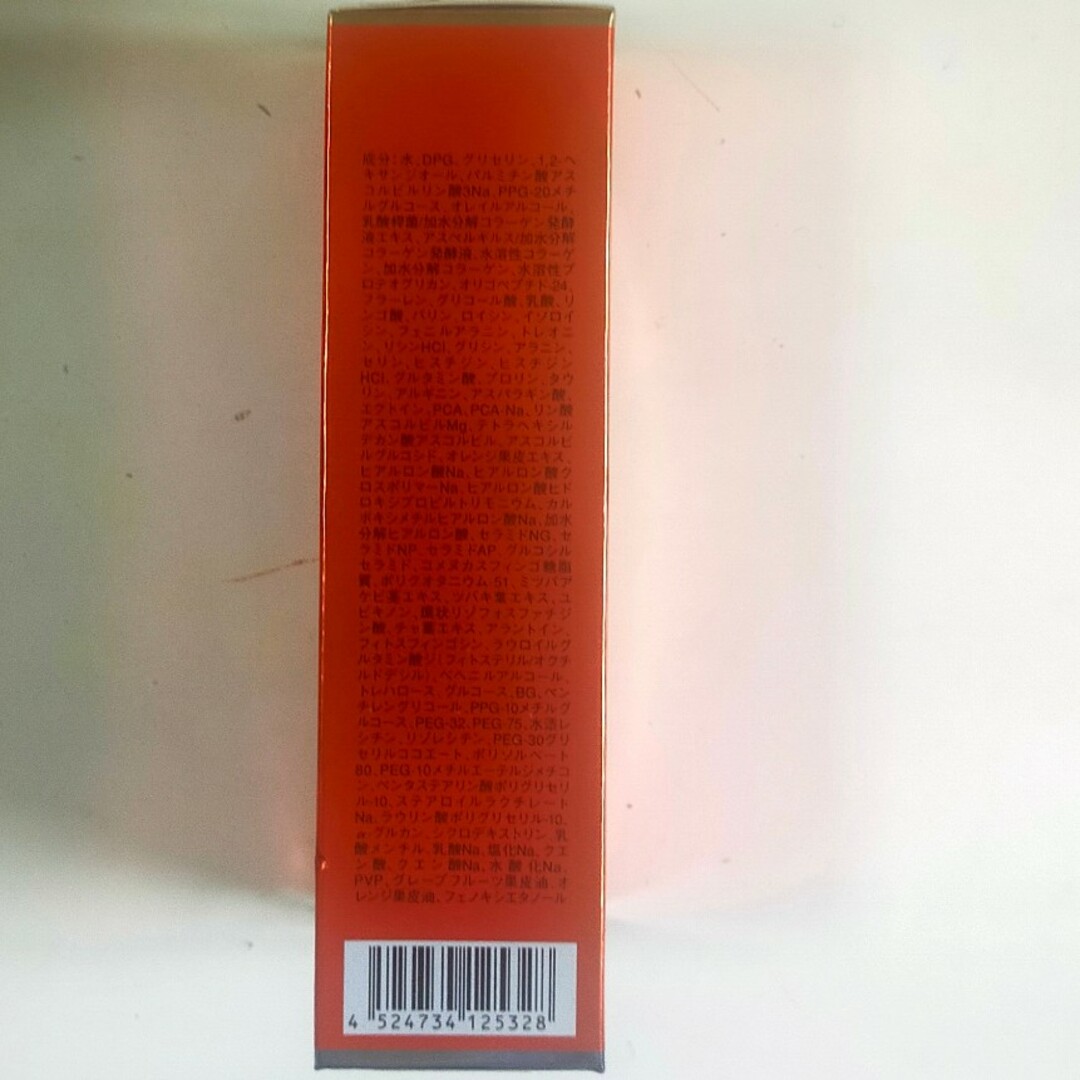 成分：水、DPG、グリセリン、1,2-ヘ
キサンジオール、パルミチン酸アス
コルビルリン酸3Na、PPG-20メチ
ルグルコース、オレイルアルコール、
乳酸桿菌/加水分解コラーゲン発酵
液エキス、アスペルギルス/加水分解
コラーゲン発酵液、水溶性コラーゲ
ン、加水分解コラーゲン、水溶性プ
ロテオグリカン、オリゴペプチド-24、
フラーレン、グリコール酸、乳酸、リ
ンゴ酸、バリン、ロイシン、イソロイ
シン、フェニルアラニン、トレオニ
ン、リシンHCl、グリシン、アラニン、
セリン、ヒスチジン、ヒスチジン
HCl、グルタミン酸、プロリン、タウ
リン、アルギニン、アスパラギン酸、
エクトイン、PCA、PCA-Na、リン酸
アスコルビルMg、テトラヘキシル
デカン酸アスコルビル、アスコルビ
ルグルコシド、オレンジ果皮エキス、
ヒアルロン酸Na、ヒアルロン酸ク
ロスポリマーNa、ヒアルロン酸ヒド
ロキシプロピルトリモニウム、カル
ボキシメチルヒアルロン酸Na、加水
分解ヒアルロン酸、セラミドNG、セ
ラミドNP、セラミドAP、グルコシル
セラミド、コメヌカスフィンゴ糖脂
質、ポリクオタニウム-51、ミツバア
ケビ茎エキス、ツバキ葉エキス、ユ
ビキノン、環状リゾフォスファチジ
ン酸、チャ葉エキス、アラントイン、
フィトスフィンゴシン、ラウロイルグ
ルタミン酸ジ(フィトステリル/オクチ
ルドデシル)、ベヘニルアルコール、
トレハロース、グルコース、BG、ペン
チレングリコール、PPG-10メチルグ
ルコース、PEG-32、PEG-75、水添レ
シチン、リゾレシチン、PEG-30グリ
セリルココエート、ポリソルベート
80、PEG-10メチルエーテルジメチコ
ン、ペンタステアリン酸ポリグリセリ
ル-10、ステアロイルラクチレート
Na、ラウリン酸ポリグリセリル-10、
α-グルカン、シクロデキストリン、乳
酸メンチル、乳酸Na、塩化Na、クエ
ン酸、クエン酸Na、水酸化Na、
PVP、グレープフルーツ果皮油、オ
レンジ果皮油、フェノキシエタノール
4 524734 125328